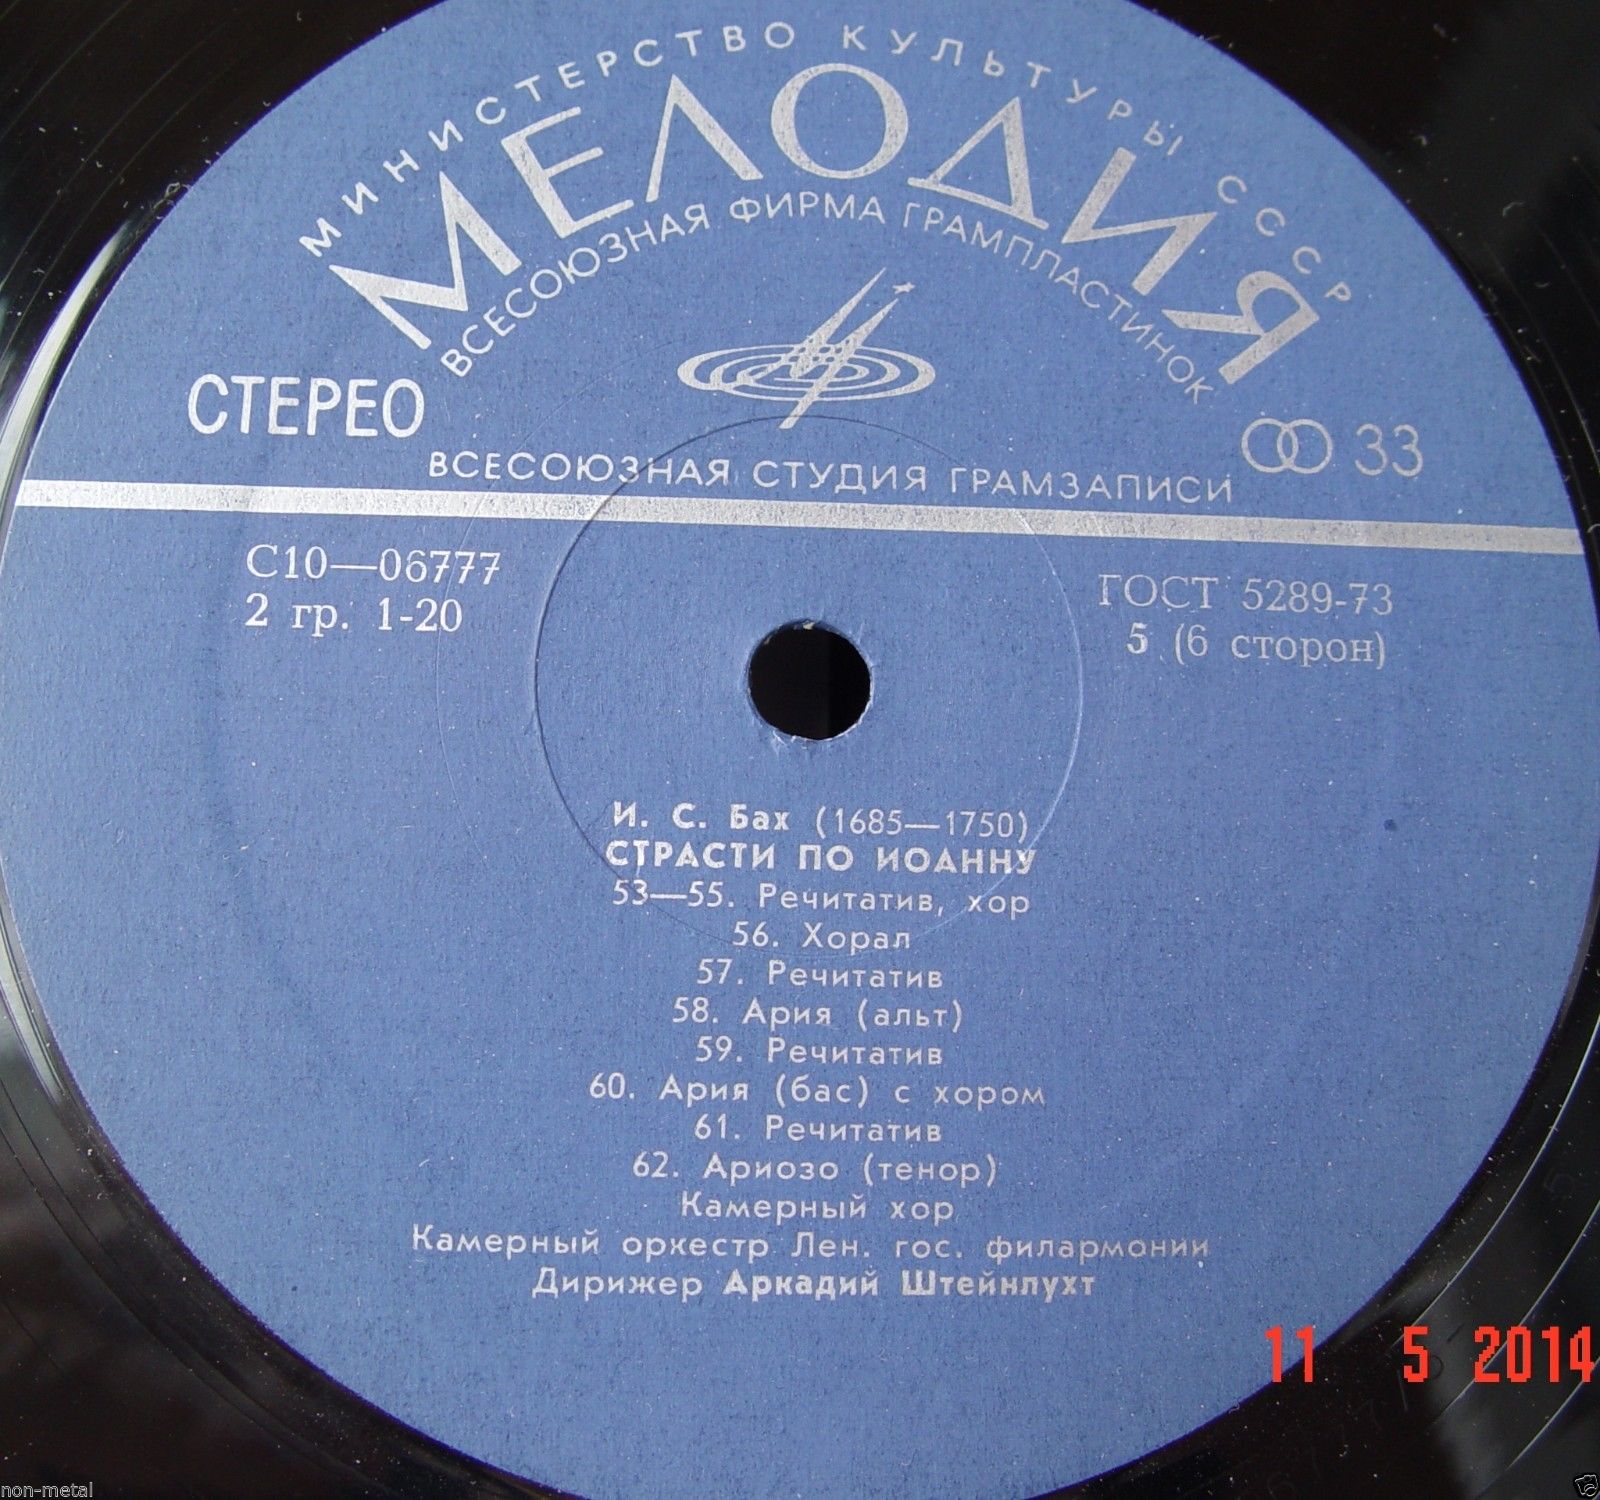 МИНИСТЕРСТВО КУЛЬТУРЫ СССР
МЕЛОДИЯ
ВСЕСОЮЗНАЯ ФИРМА ГРАМПЛАСТИНОК
СТЕРЕО
33
ВСЕСОЮЗНАЯ СТУДИЯ ГРАМЗАПИСИ
С10—06777
2 гр. 1-20
ГОСТ 5289-73
5 (6 сторон)
И. С. Бах (1685—1750)
СТРАСТИ ПО ИОАННУ
53—55. Речитатив, хор
56. Хорал
57. Речитатив
58. Ария (альт)
59. Речитатив
60. Ария (бас) с хором
61. Речитатив
62. Ариозо (тенор)
Камерный хор
Камерный оркестр Лен. гос. филармонии
Дирижер Аркадий Штейнлухт
11 5 2014
non-metal